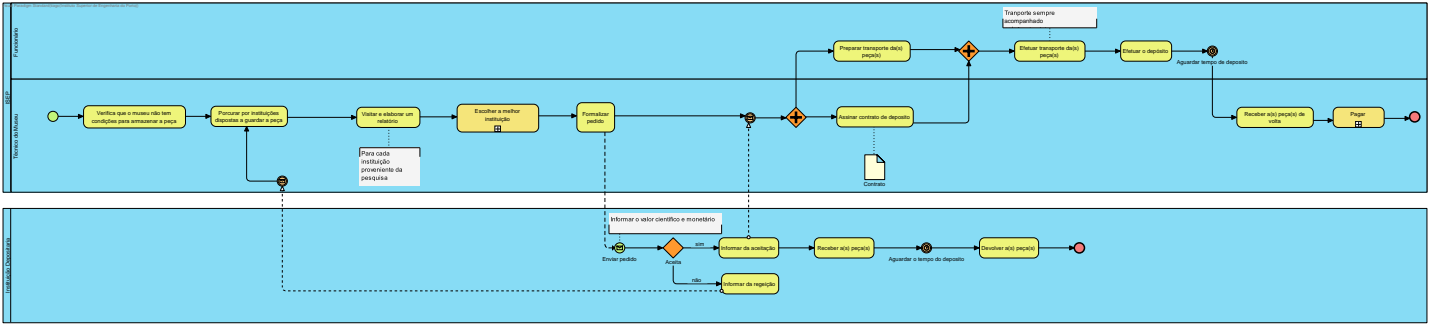 Tranporte sempre
acompanhado
Funcionário
Preparar transporte da(s)
peça(s)
Efetuar transporte da(s)
peça(s)
Efetuar o depósito
Aguardar tempo de deposito
ISEP
Técnico de Museu
Verifica que o museu não tem
condições para armazenar a peça
Porcurar por instituições
dispostas a guardar a peça
Visitar e elaborar um
relatório
Escolher a melhor
instituição
Formalizar
pedido
Assinar contrato de deposito
Receber a(s) peça(s) de
volta
Pagar
Para cada
instituição
proveniente da
pesquisa
Contrato
Instituição Depositaria
Informar o valor científico e monetário
Enviar pedido
Aceita
sim
Informar da aceitação
Receber a(s) peça(s)
Aguardar o tempo do deposito
Devolver a(s) peça(s)
não
Informar da regeição